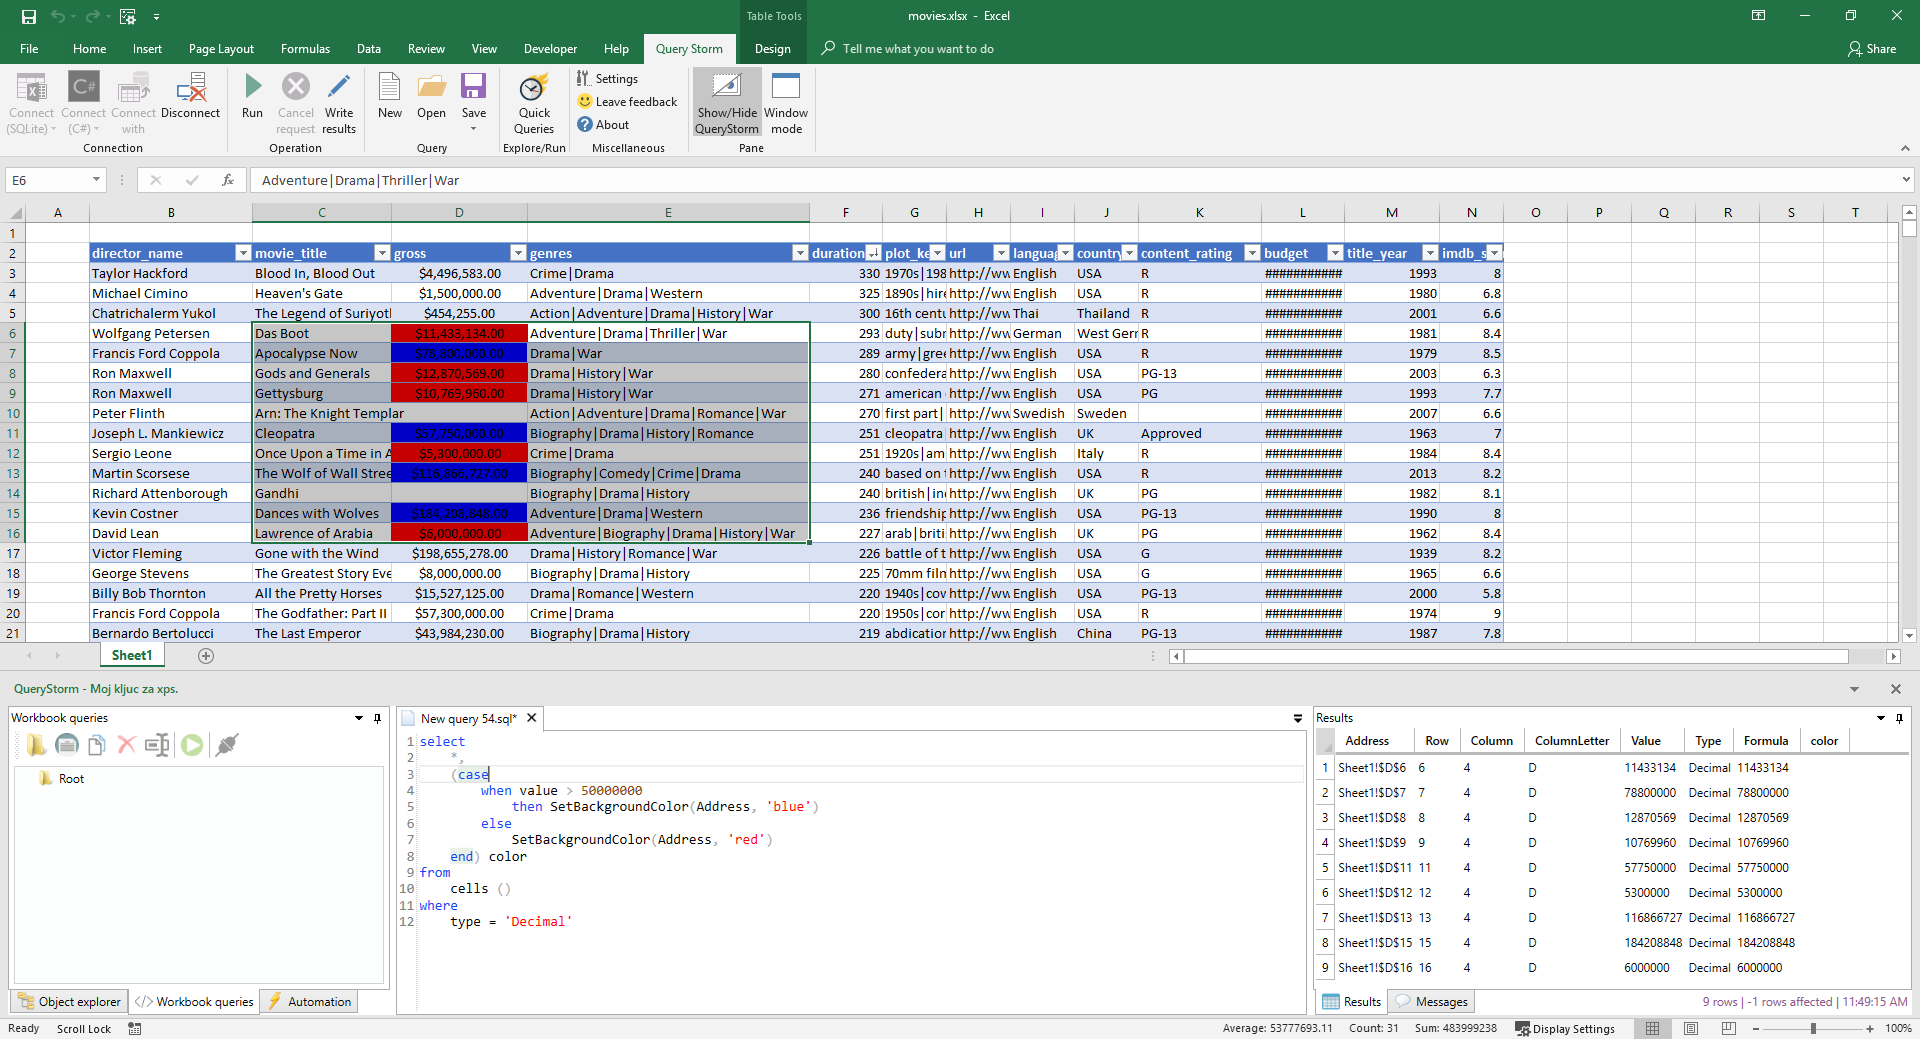 Table Tools
movies.xlsx - Excel
File Home Insert Page Layout Formulas Data Review View Developer Help Query Storm Design Tell me what you want to do Share
Connect (SQLite)
Connect (C#)
Connect with
Disconnect
Connection
Run
Cancel request
Write results
Operation
New
Open
Save
Query
Quick Queries
Explore/Run
Settings
Leave feedback
About
Miscellaneous
Show/Hide QueryStorm
Window mode
Pane
E6 fx Adventure|Drama|Thriller|War
A B C D E F G H I J K L M N O P Q R S T
1
2 director_name movie_title gross genres duration plot_ke url languag country content_rating budget title_year imdb_s
3 Taylor Hackford Blood In, Blood Out $4,496,583.00 Crime|Drama 330 1970s|198 http://ww English USA R ########### 1993 8
4 Michael Cimino Heaven's Gate $1,500,000.00 Adventure|Drama|Western 325 1890s|hire http://ww English USA R ########### 1980 6.8
5 Chatrichalerm Yukol The Legend of Suriyot $454,255.00 Action|Adventure|Drama|History|War 300 16th centu http://ww Thai Thailand R ########### 2001 6.6
6 Wolfgang Petersen Das Boot $11,433,134.00 Adventure|Drama|Thriller|War 293 duty|subr http://ww German West Gerr R ########### 1981 8.4
7 Francis Ford Coppola Apocalypse Now $78,800,000.00 Drama|War 289 army|gree http://ww English USA R ########### 1979 8.5
8 Ron Maxwell Gods and Generals $12,870,569.00 Drama|History|War 280 confedera http://ww English USA PG-13 ########### 2003 6.3
9 Ron Maxwell Gettysburg $10,769,960.00 Drama|History|War 271 american http://ww English USA PG ########### 1993 7.7
10 Peter Flinth Arn: The Knight Templar Action|Adventure|Drama|Romance|War 270 first part| http://ww Swedish Sweden ########### 2007 6.6
11 Joseph L. Mankiewicz Cleopatra $57,750,000.00 Biography|Drama|History|Romance 251 cleopatra http://ww English UK Approved ########### 1963 7
12 Sergio Leone Once Upon a Time in A $5,300,000.00 Crime|Drama 251 1920s|am http://ww English Italy R ########### 1984 8.4
13 Martin Scorsese The Wolf of Wall Stree $116,866,727.00 Biography|Comedy|Crime|Drama 240 based on t http://ww English USA R ########### 2013 8.2
14 Richard Attenborough Gandhi Biography|Drama|History 240 british|in http://ww English UK PG ########### 1982 8.1
15 Kevin Costner Dances with Wolves $184,208,848.00 Adventure|Drama|Western 236 friendship http://ww English USA PG-13 ########### 1990 8
16 David Lean Lawrence of Arabia $6,000,000.00 Adventure|Biography|Drama|History|War 227 arab|briti http://ww English UK PG ########### 1962 8.4
17 Victor Fleming Gone with the Wind $198,655,278.00 Drama|History|Romance|War 226 battle of t http://ww English USA G ########### 1939 8.2
18 George Stevens The Greatest Story Eve $8,000,000.00 Biography|Drama|History 225 70mm film http://ww English USA G ########### 1965 6.6
19 Billy Bob Thornton All the Pretty Horses $15,527,125.00 Drama|Romance|Western 220 1940s|cov http://ww English USA PG-13 ########### 2000 5.8
20 Francis Ford Coppola The Godfather: Part II $57,300,000.00 Crime|Drama 220 1950s|cor http://ww English USA R ########### 1974 9
21 Bernardo Bertolucci The Last Emperor $43,984,230.00 Biography|Drama|History 219 abdication http://ww English China PG-13 ########### 1987 7.8
Sheet1
QueryStorm - Moj kljuc za xps.
Workbook queries
Root
Object explorer Workbook queries Automation
New query 54.sql*
1 select
2 *,
3 (case
4 when value > 50000000
5 then SetBackgroundColor(Address, 'blue')
6 else
7 SetBackgroundColor(Address, 'red')
8 end) color
9 from
10 cells ()
11 where
12 type = 'Decimal'
Results
Address Row Column ColumnLetter Value Type Formula color
1 Sheet1!$D$6 6 4 D 11433134 Decimal 11433134
2 Sheet1!$D$7 7 4 D 78800000 Decimal 78800000
3 Sheet1!$D$8 8 4 D 12870569 Decimal 12870569
4 Sheet1!$D$9 9 4 D 10769960 Decimal 10769960
5 Sheet1!$D$11 11 4 D 57750000 Decimal 57750000
6 Sheet1!$D$12 12 4 D 5300000 Decimal 5300000
7 Sheet1!$D$13 13 4 D 116866727 Decimal 116866727
8 Sheet1!$D$15 15 4 D 184208848 Decimal 184208848
9 Sheet1!$D$16 16 4 D 6000000 Decimal 6000000
Results Messages 9 rows | -1 rows affected | 11:49:15 AM
Ready Scroll Lock Average: 53777693.11 Count: 31 Sum: 483999238 Display Settings 100%